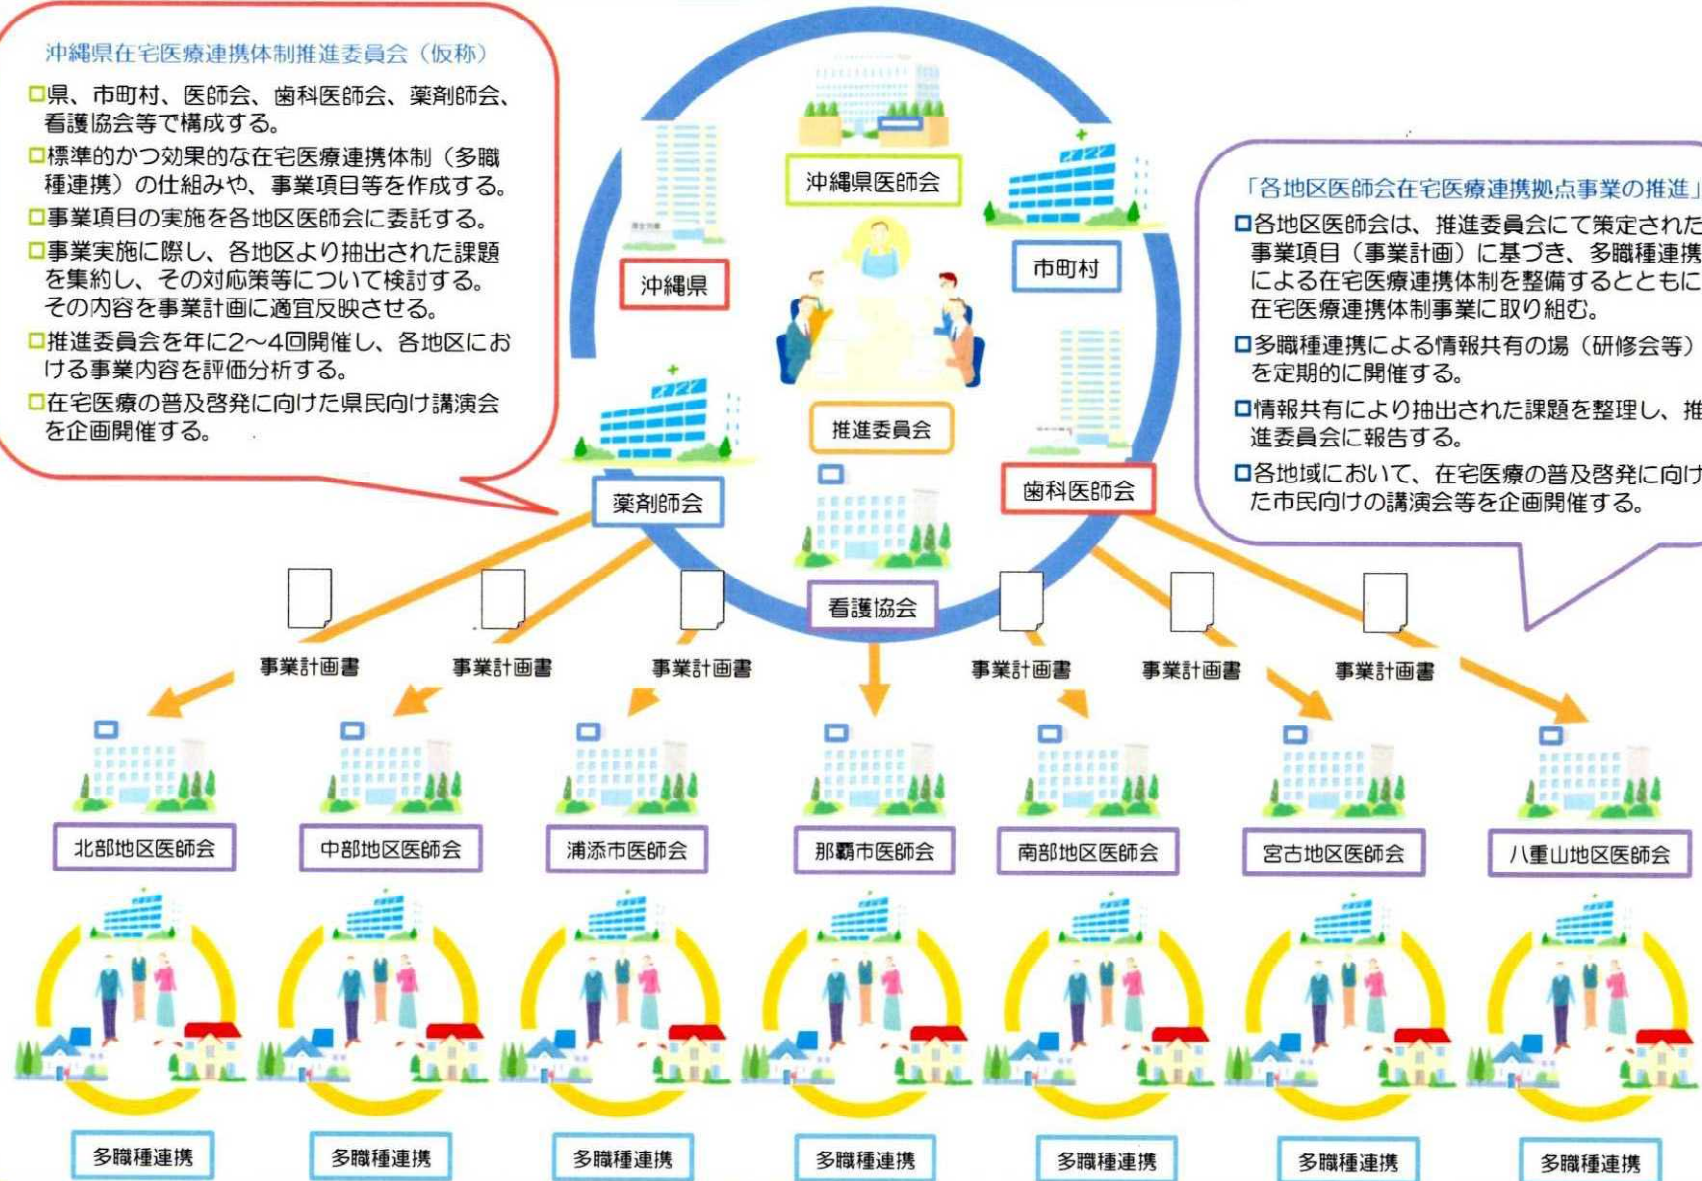 沖縄県在宅医療連携体制推進委員会（仮称）
県、市町村、医師会、歯科医師会、薬剤師会、
看護協会等で構成する。
標準的かつ効果的な在宅医療連携体制（多職
種連携）の仕組みや、事業項目等を作成する。
事業項目の実施を各地区医師会に委託する。
事業実施に際し、各地区より抽出された課題
を集約し、その対応策等について検討する。
その内容を事業計画に適宜反映させる。
推進委員会を年に2～4回開催し、各地区にお
ける事業内容を評価分析する。
在宅医療の普及啓発に向けた県民向け講演会
を企画開催する。
沖縄県医師会
沖縄県
市町村
推進委員会
薬剤師会
歯科医師会
看護協会
「各地区医師会在宅医療連携拠点事業の推進」
各地区医師会は、推進委員会にて策定された
事業項目（事業計画）に基づき、多職種連携
による在宅医療連携体制を整備するとともに
在宅医療連携体制事業に取り組む。
多職種連携による情報共有の場（研修会等）
を定期的に開催する。
情報共有により抽出された課題を整理し、推
進委員会に報告する。
各地域において、在宅医療の普及啓発に向け
た市民向けの講演会等を企画開催する。
事業計画書
事業計画書
事業計画書
事業計画書
事業計画書
事業計画書
北部地区医師会
中部地区医師会
浦添市医師会
那覇市医師会
南部地区医師会
宮古地区医師会
八重山地区医師会
多職種連携
多職種連携
多職種連携
多職種連携
多職種連携
多職種連携
多職種連携